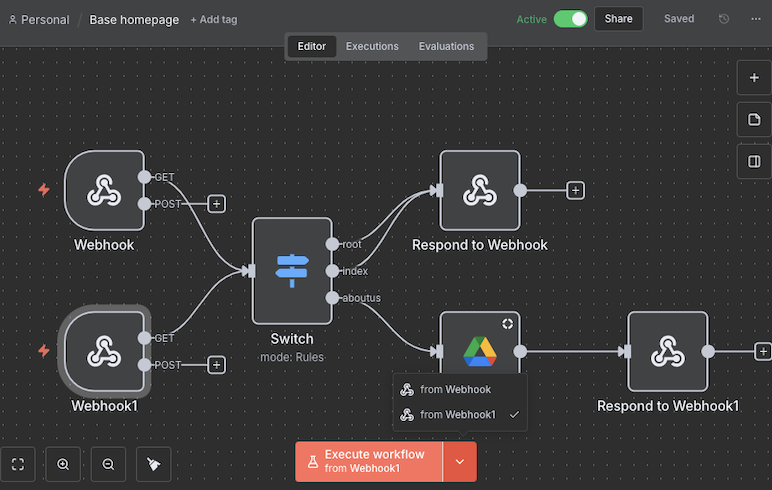 Personal / Base homepage + Add tag
Active Share Saved
Editor Executions Evaluations
GET
POST
Webhook
root
index
aboutus
Switch
mode: Rules
Respond to Webhook
GET
POST
Webhook1
from Webhook
from Webhook1
Respond to Webhook1
Execute workflow
from Webhook1